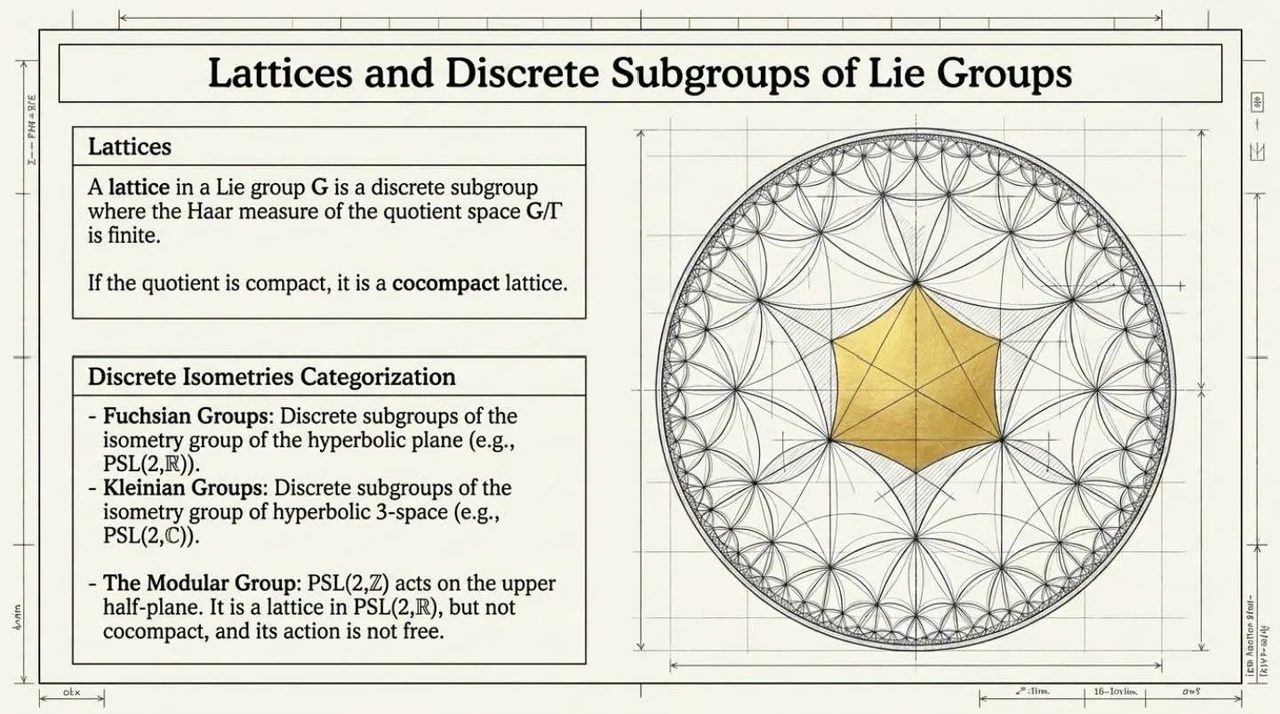 Lattices and Discrete Subgroups of Lie Groups
Lattices
A lattice in a Lie group G is a discrete subgroup
where the Haar measure of the quotient space G/Γ
is finite.
If the quotient is compact, it is a cocompact lattice.
Discrete Isometries Categorization
- Fuchsian Groups: Discrete subgroups of the
isometry group of the hyperbolic plane (e.g.,
PSL(2,ℝ)).
- Kleinian Groups: Discrete subgroups of the
isometry group of hyperbolic 3-space (e.g.,
PSL(2,ℂ)).
- The Modular Group: PSL(2,ℤ) acts on the upper
half-plane. It is a lattice in PSL(2,ℝ), but not
cocompact, and its action is not free.